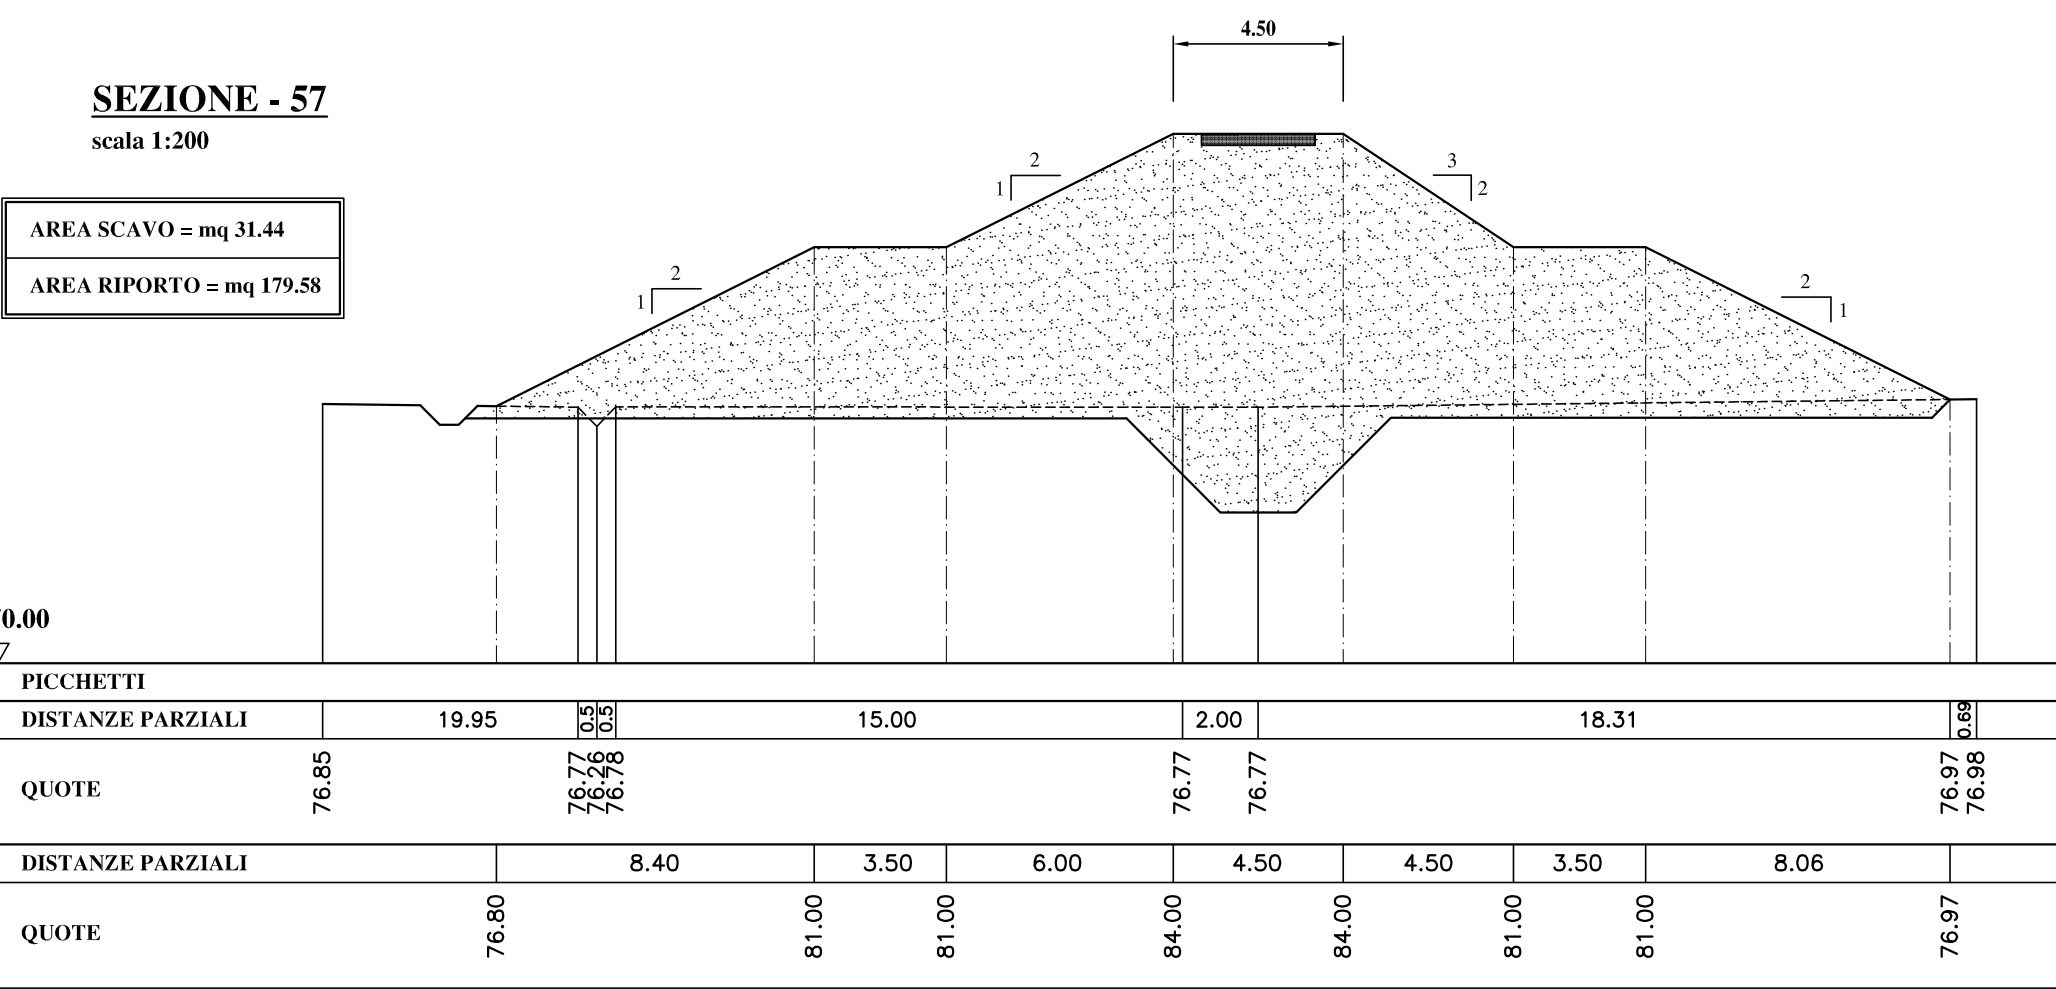 4.50
SEZIONE - 57
scala 1:200
AREA SCAVO = mq 31.44
AREA RIPORTO = mq 179.58
2
1
3
2
2
1
2
1
0.00
PICCHETTI
DISTANZE PARZIALI 19.95 0.5 0.5 15.00 2.00 18.31 0.69
QUOTE 76.85 76.77 76.26 76.78 76.77 76.77 76.97 76.98
DISTANZE PARZIALI 8.40 3.50 6.00 4.50 4.50 3.50 8.06
QUOTE 76.80 81.00 81.00 84.00 84.00 81.00 81.00 76.97